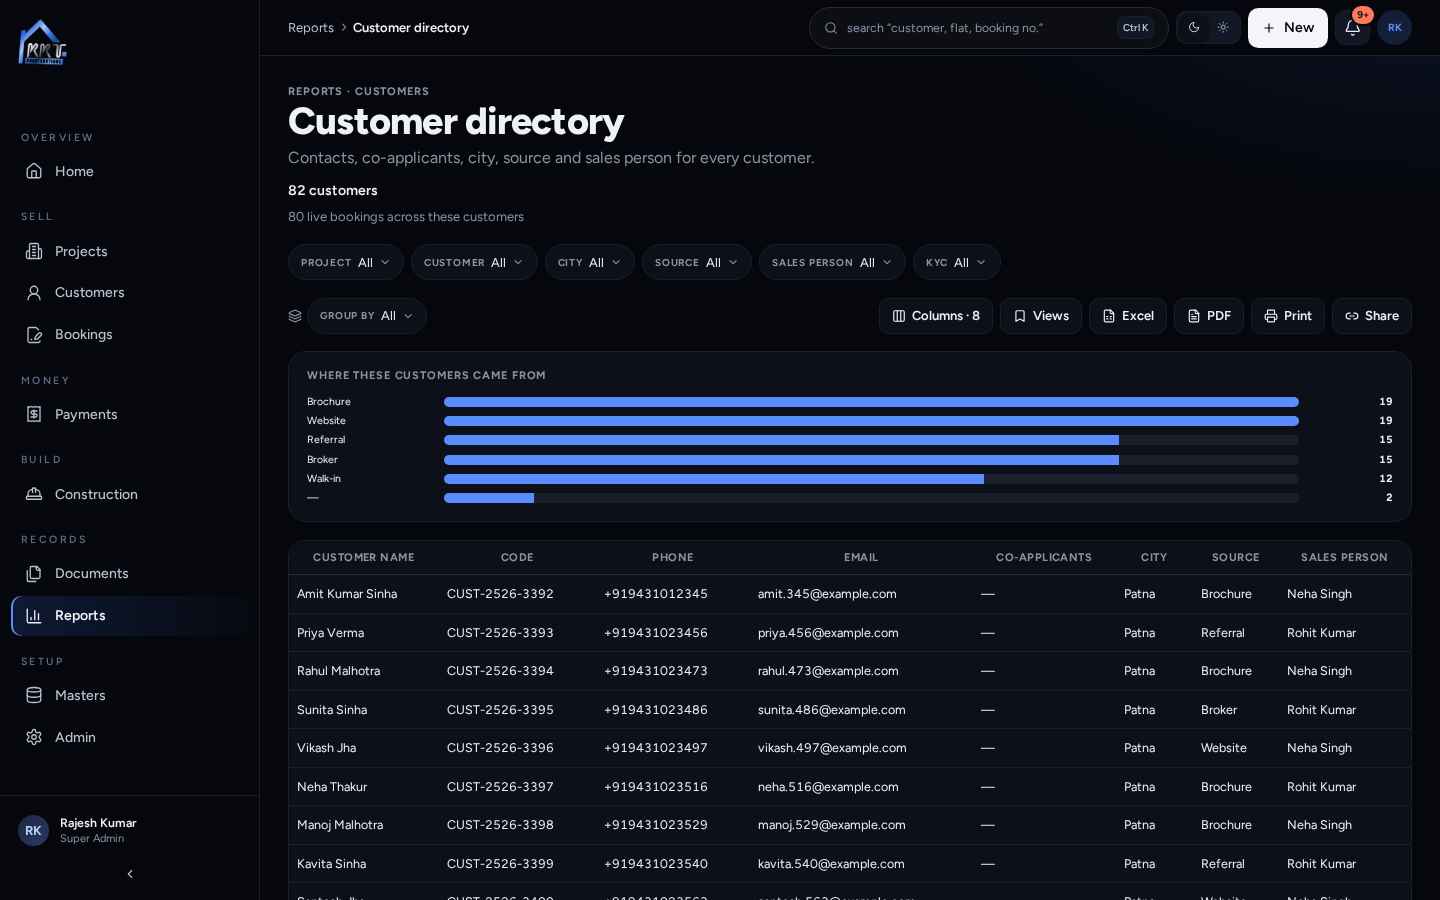 Reports > Customer directory
search “customer, flat, booking no.” Ctrl K
New
9+
RK
OVERVIEW
Home
SELL
Projects
Customers
Bookings
MONEY
Payments
BUILD
Construction
RECORDS
Documents
Reports
SETUP
Masters
Admin
RK
Rajesh Kumar
Super Admin
REPORTS · CUSTOMERS
Customer directory
Contacts, co-applicants, city, source and sales person for every customer.
82 customers
80 live bookings across these customers
PROJECT All CUSTOMER All CITY All SOURCE All SALES PERSON All KYC All
GROUP BY All Columns · 8 Views Excel PDF Print Share
WHERE THESE CUSTOMERS CAME FROM
Brochure 19
Website 19
Referral 15
Broker 15
Walk-in 12
— 2
CUSTOMER NAME CODE PHONE EMAIL CO-APPLICANTS CITY SOURCE SALES PERSON
Amit Kumar Sinha CUST-2526-3392 +919431012345 amit.345@example.com — Patna Brochure Neha Singh
Priya Verma CUST-2526-3393 +919431023456 priya.456@example.com — Patna Referral Rohit Kumar
Rahul Malhotra CUST-2526-3394 +919431023473 rahul.473@example.com — Patna Brochure Neha Singh
Sunita Sinha CUST-2526-3395 +919431023486 sunita.486@example.com — Patna Broker Rohit Kumar
Vikash Jha CUST-2526-3396 +919431023497 vikash.497@example.com — Patna Website Neha Singh
Neha Thakur CUST-2526-3397 +919431023516 neha.516@example.com — Patna Brochure Rohit Kumar
Manoj Malhotra CUST-2526-3398 +919431023529 manoj.529@example.com — Patna Brochure Neha Singh
Kavita Sinha CUST-2526-3399 +919431023540 kavita.540@example.com — Patna Referral Rohit Kumar